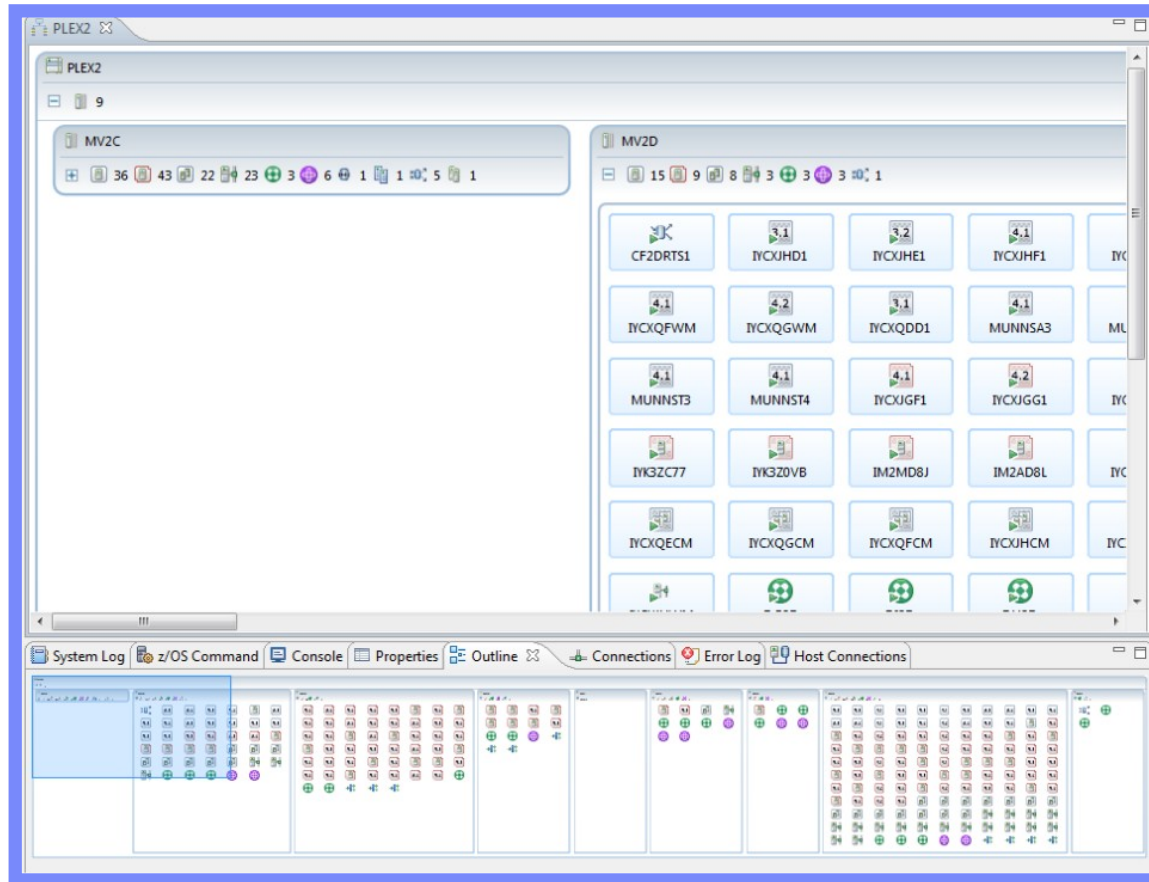 PLEX2
PLEX2
9
MV2C
MV2D
36 43 22 23 3 6 1 1 5 1
15 9 8 3 3 3 1
3.1 3.2 4.1
CF2DRTS1 IYCXJHD1 IYCXJHE1 IYCXJHF1
4.1 4.2 3.1 4.1
IYCXQFWM IYCXQGWM IYCXQDD1 MUNNSA3
4.1 4.1 4.1 4.2
MUNNST3 MUNNST4 IYCXJGF1 IYCXJGG1
IYK3ZC77 IYK3Z0VB IM2MD8J IM2AD8L
IYCXQECM IYCXQGCM IYCXQFCM IYCXJHCM
System Log z/OS Command Console Properties Outline Connections Error Log Host Connections